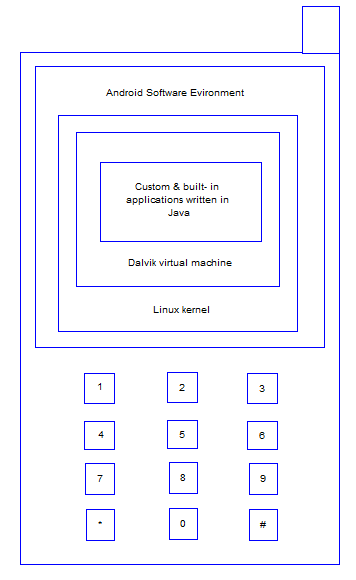 Android Software Evironment
Custom & built- in
applications written in
Java
Dalvik virtual machine
Linux kernel
1 2 3
4 5 6
7 8 9
* 0 #